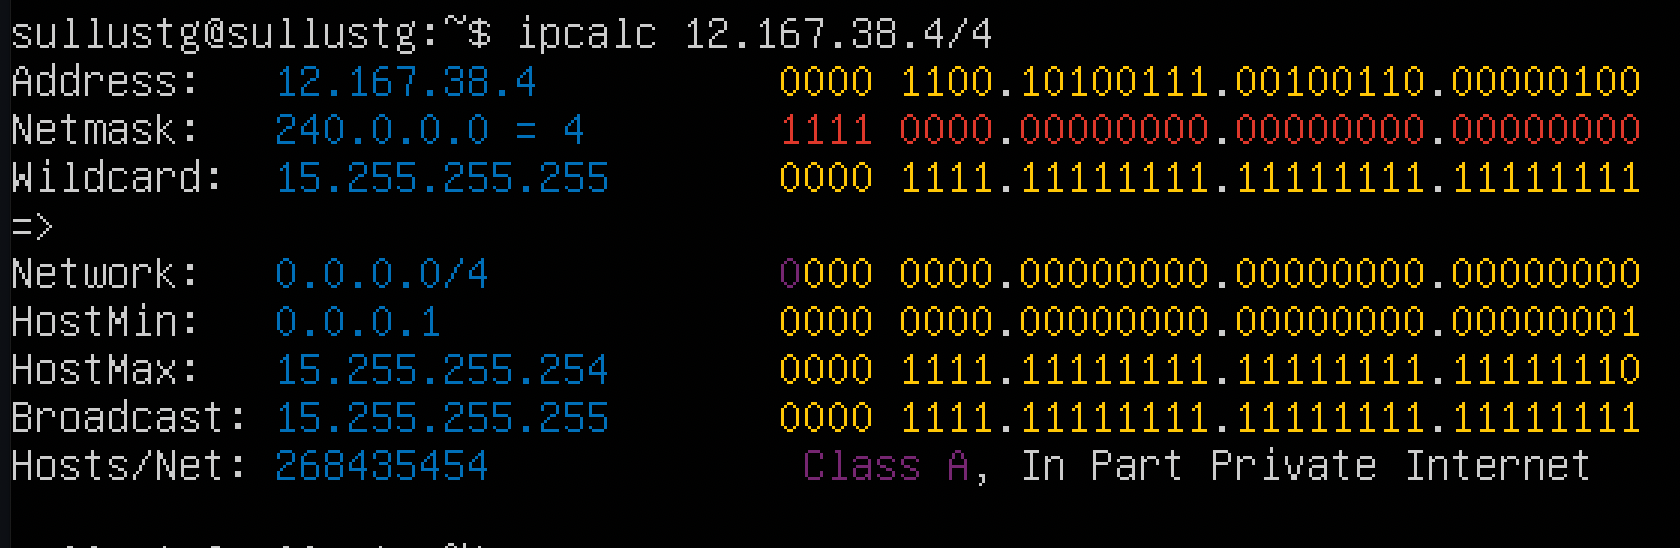 sullustg@sullustg:~$ ipcalc 12.167.38.4/4
Address:   12.167.38.4          0000 1100.10100111.00100110.00000100
Netmask:   240.0.0.0 = 4        1111 0000.00000000.00000000.00000000
Wildcard:  15.255.255.255       0000 1111.11111111.11111111.11111111
=>
Network:   0.0.0.0/4            0000 0000.00000000.00000000.00000000
HostMin:   0.0.0.1              0000 0000.00000000.00000000.00000001
HostMax:   15.255.255.254       0000 1111.11111111.11111111.11111110
Broadcast: 15.255.255.255       0000 1111.11111111.11111111.11111111
Hosts/Net: 268435454             Class A, In Part Private Internet